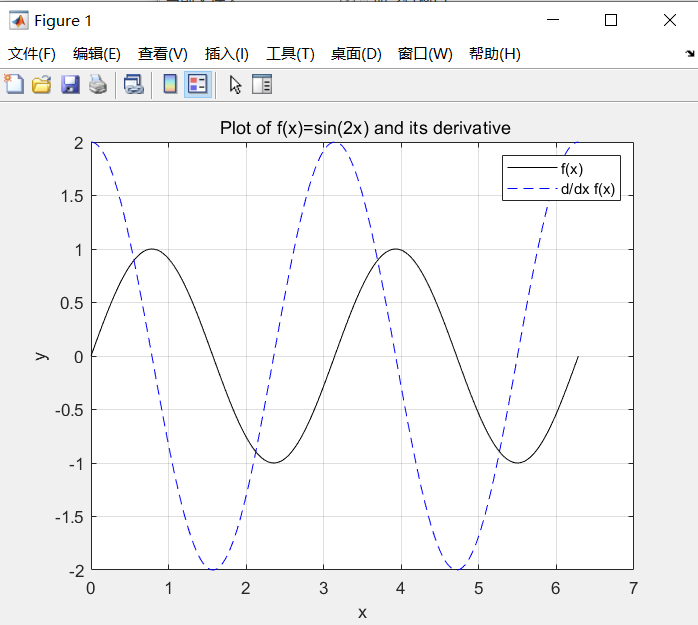 Figure 1
文件(F) 编辑(E) 查看(V) 插入(I) 工具(T) 桌面(D) 窗口(W) 帮助(H)
Plot of f(x)=sin(2x) and its derivative
f(x)
d/dx f(x)
2
1.5
1
0.5
0
-0.5
-1
-1.5
-2
y
0 1 2 3 4 5 6 7
x